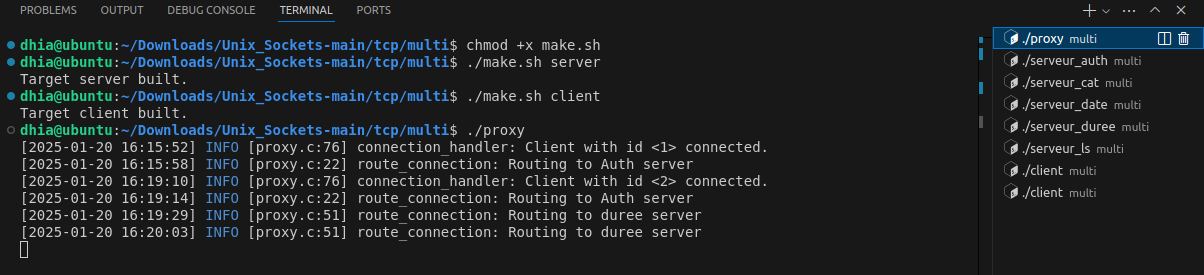 PROBLEMS OUTPUT DEBUG CONSOLE TERMINAL PORTS
dhia@ubuntu:~/Downloads/Unix_Sockets-main/tcp/multi$ chmod +x make.sh
dhia@ubuntu:~/Downloads/Unix_Sockets-main/tcp/multi$ ./make.sh server
Target server built.
dhia@ubuntu:~/Downloads/Unix_Sockets-main/tcp/multi$ ./make.sh client
Target client built.
dhia@ubuntu:~/Downloads/Unix_Sockets-main/tcp/multi$ ./proxy
[2025-01-20 16:15:52] INFO [proxy.c:76] connection_handler: Client with id <1> connected.
[2025-01-20 16:15:58] INFO [proxy.c:22] route_connection: Routing to Auth server
[2025-01-20 16:19:10] INFO [proxy.c:76] connection_handler: Client with id <2> connected.
[2025-01-20 16:19:14] INFO [proxy.c:22] route_connection: Routing to Auth server
[2025-01-20 16:19:29] INFO [proxy.c:51] route_connection: Routing to duree server
[2025-01-20 16:20:03] INFO [proxy.c:51] route_connection: Routing to duree server
./proxy multi
./serveur_auth multi
./serveur_cat multi
./serveur_date multi
./serveur_duree multi
./serveur_ls multi
./client multi
./client multi